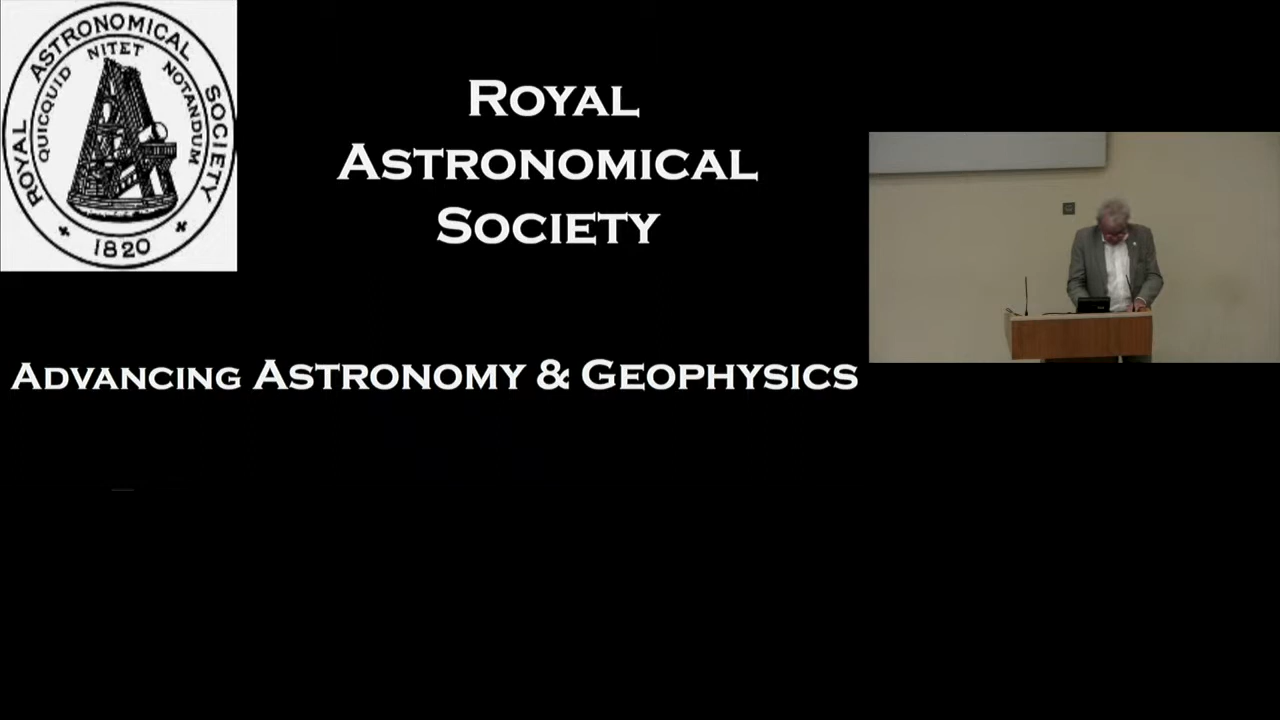 ROYAL ASTRONOMICAL SOCIETY
QUICQUID NITET NOTANDUM
1820
ROYAL
ASTRONOMICAL
SOCIETY
ADVANCING ASTRONOMY & GEOPHYSICS